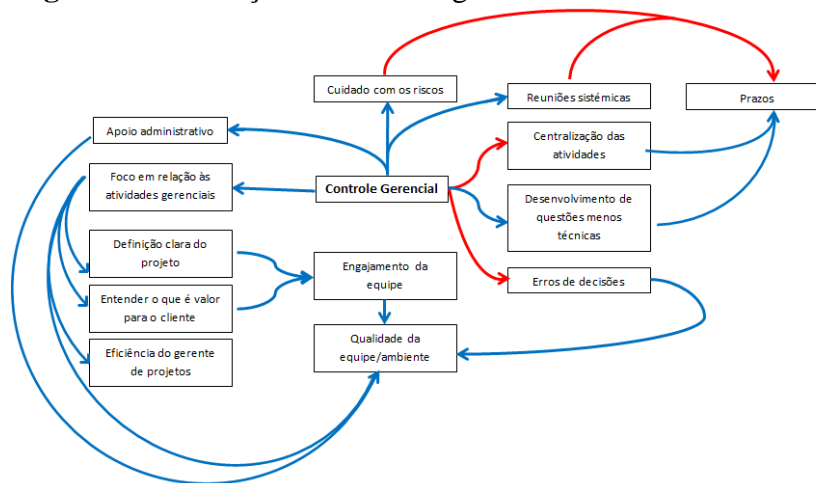 Cuidado com os riscos
Reuniões sistémicas
Prazos
Apoio administrativo
Centralização das
atividades
Foco em relação às
atividades gerenciais
Controle Gerencial
Desenvolvimento de
questões menos
técnicas
Definição clara do
projeto
Engajamento da
equipe
Erros de decisões
Entender o que é valor
para o cliente
Qualidade da
equipe/ambiente
Eficiência do gerente
de projetos